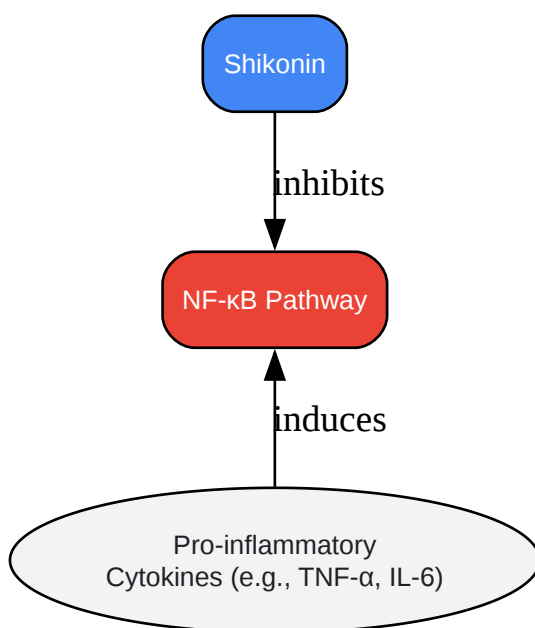 Shikonin
inhibits
NF-κB Pathway
induces
Pro-inflammatory
Cytokines (e.g., TNF-α, IL-6)